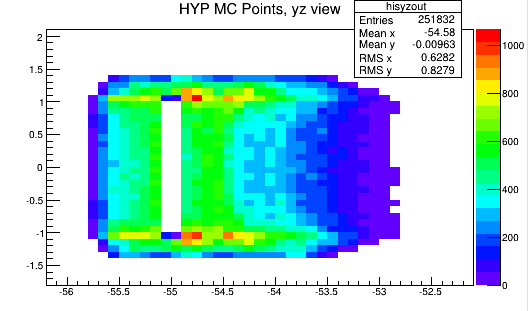 HYP MC Points, yz view
hisyzout
Entries 251832
Mean x -54.58
Mean y -0.00963
RMS x 0.6282
RMS y 0.8279
2
1.5
1
0.5
0
-0.5
-1
-1.5
-56 -55.5 -55 -54.5 -54 -53.5 -53 -52.5
1000
800
600
400
200
0